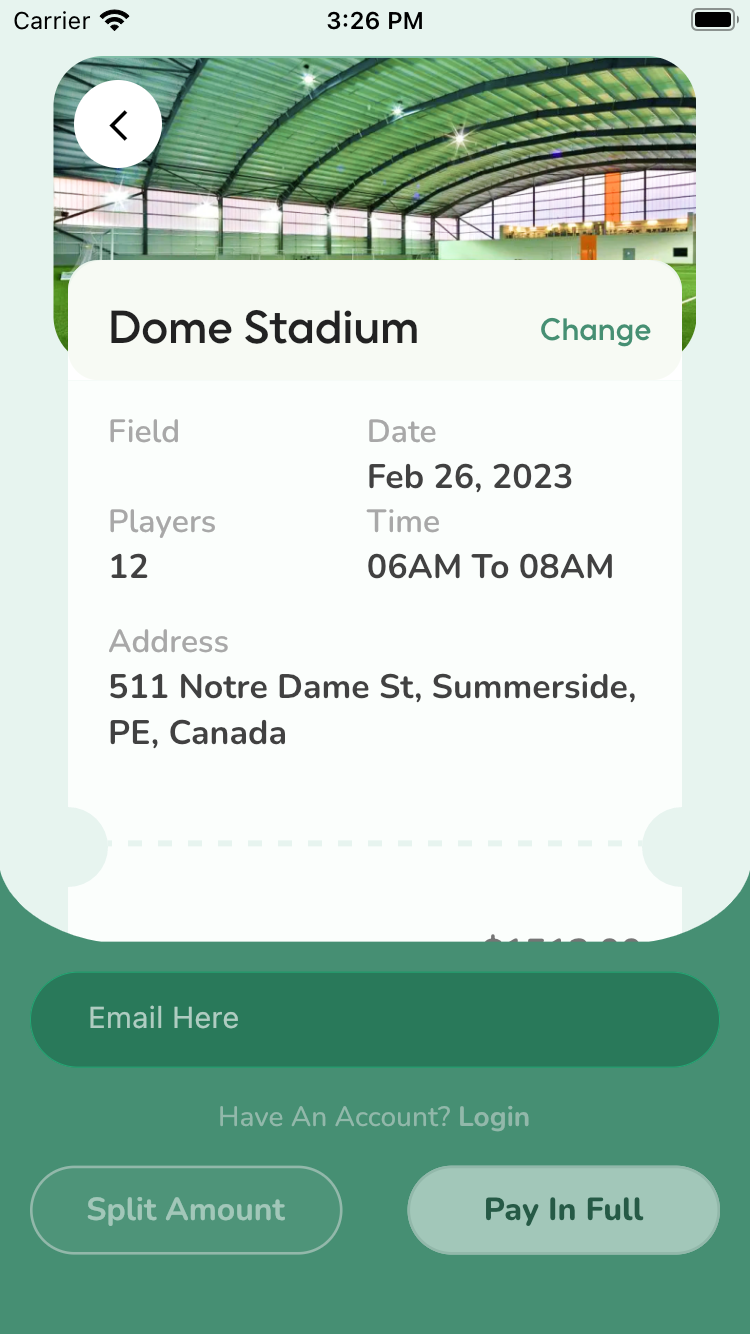 Carrier 3:26 PM
Dome Stadium Change
Field Date
Feb 26, 2023
Players Time
12 06AM To 08AM
Address
511 Notre Dame St, Summerside,
PE, Canada
Email Here
Have An Account? Login
Split Amount Pay In Full